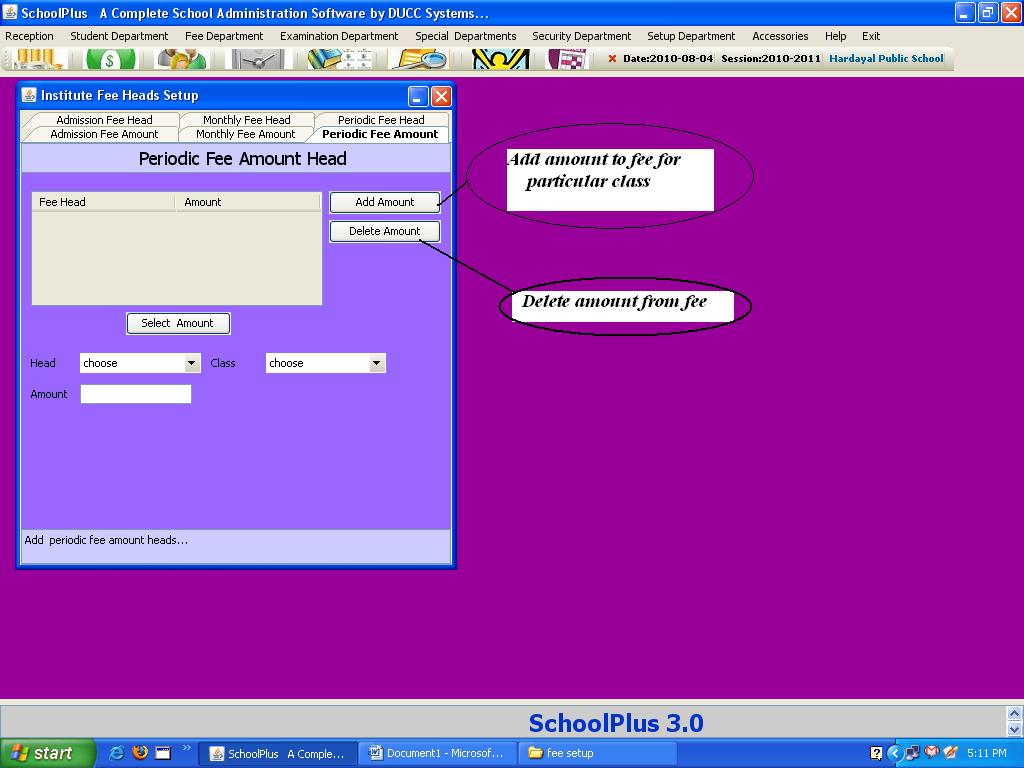 SchoolPlus A Complete School Administration Software by DUCC Systems...
Reception Student Department Fee Department Examination Department Special Departments Security Department Setup Department Accessories Help Exit
Date:2010-08-04 Session:2010-2011 Hardayal Public School
Institute Fee Heads Setup
Admission Fee Head Monthly Fee Head Periodic Fee Head
Admission Fee Amount Monthly Fee Amount Periodic Fee Amount
Periodic Fee Amount Head
Fee Head Amount
Add Amount
Delete Amount
Select Amount
Head choose Class choose
Amount
Add periodic fee amount heads...
Add amount to fee for
particular class
Delete amount from fee
SchoolPlus 3.0
start SchoolPlus A Comple... Document1 - Microsof... fee setup 5:11 PM